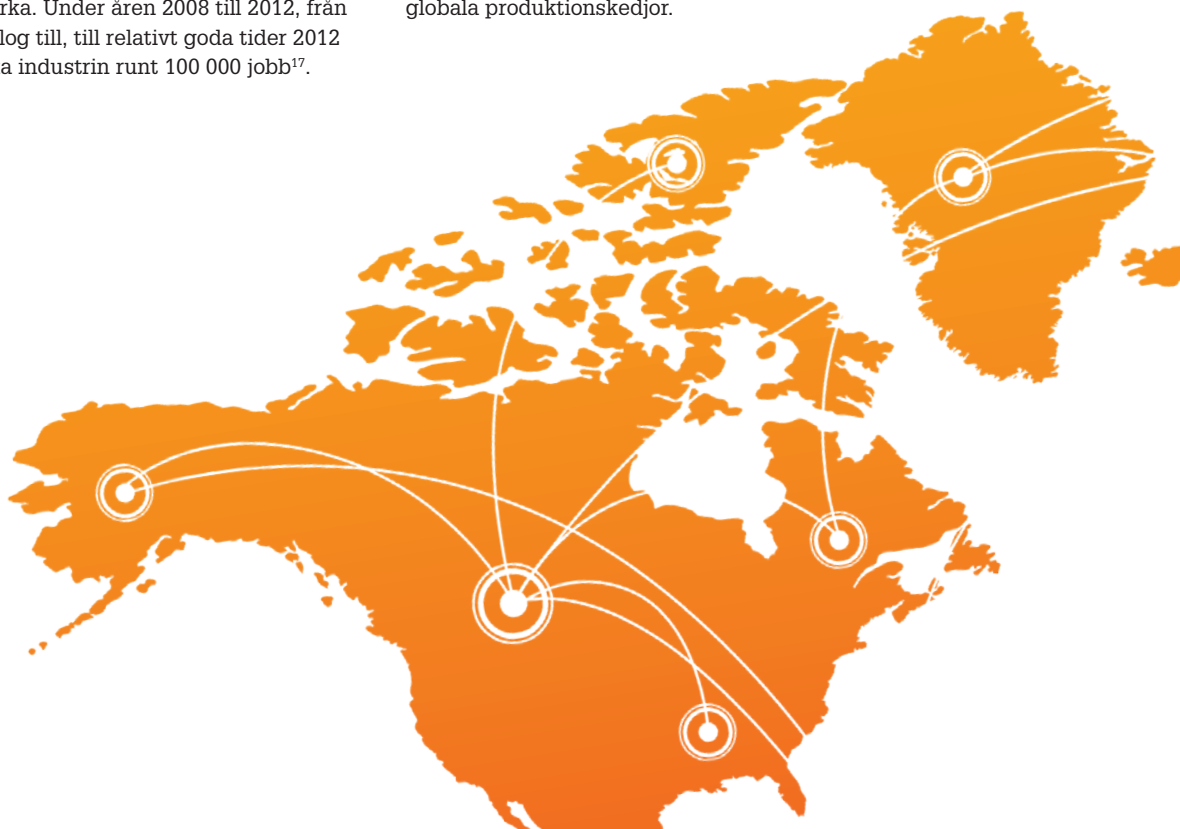 rka. Under åren 2008 till 2012, från
log till, till relativt goda tider 2012
a industrin runt 100 000 jobb¹⁷.
globala produktionskedjor.